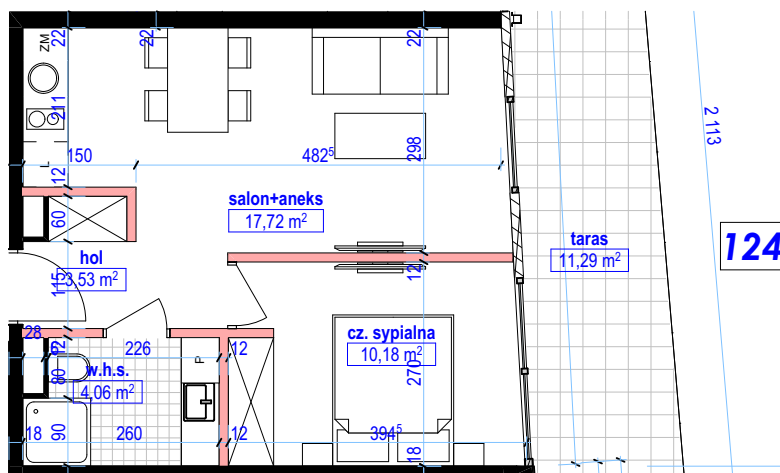 22
22
22
ZM
211
2 113
150
482⁵
298
L
12
salon+aneks
17,72 m²
60
124
hol
3,53 m²
taras
11,29 m²
115
12
28
cz. sypialna
10,18 m²
12
226
12
P
w.h.s.
4,06 m²
80
270
18
90
260
12
394⁵
18